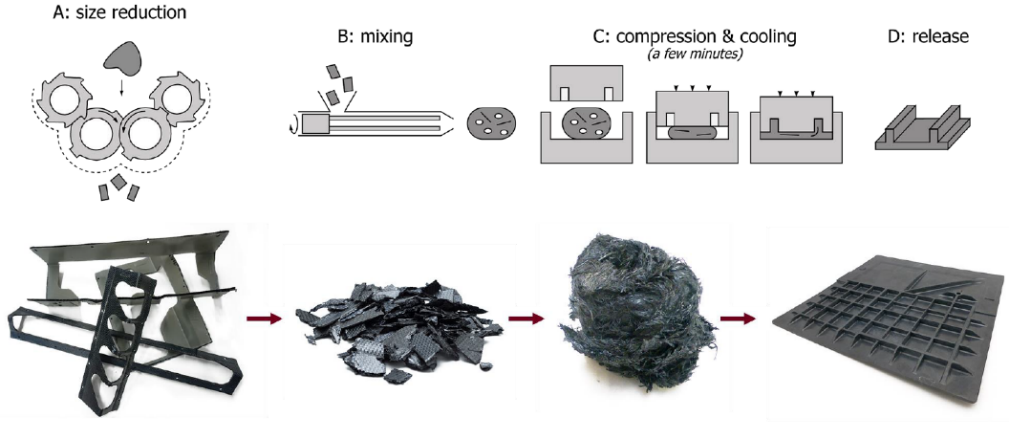 A: size reduction
B: mixing
C: compression & cooling
(a few minutes)
D: release